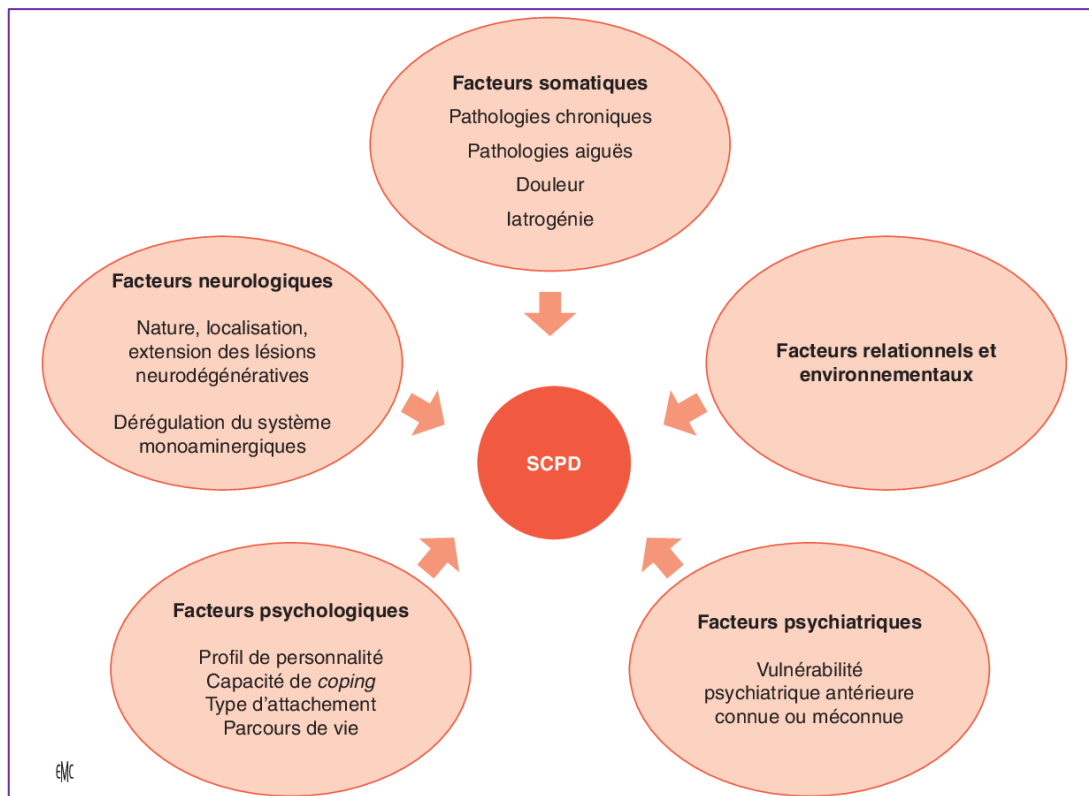 Facteurs somatiques
Pathologies chroniques
Pathologies aiguës
Douleur
Iatrogénie
Facteurs neurologiques
Nature, localisation,
extension des lésions
neurodégénératives
Dérégulation du système
monoaminergiques
Facteurs relationnels et
environnementaux
SCPD
Facteurs psychologiques
Profil de personnalité
Capacité de coping
Type d'attachement
Parcours de vie
Facteurs psychiatriques
Vulnérabilité
psychiatrique antérieure
connue ou méconnue
EMC